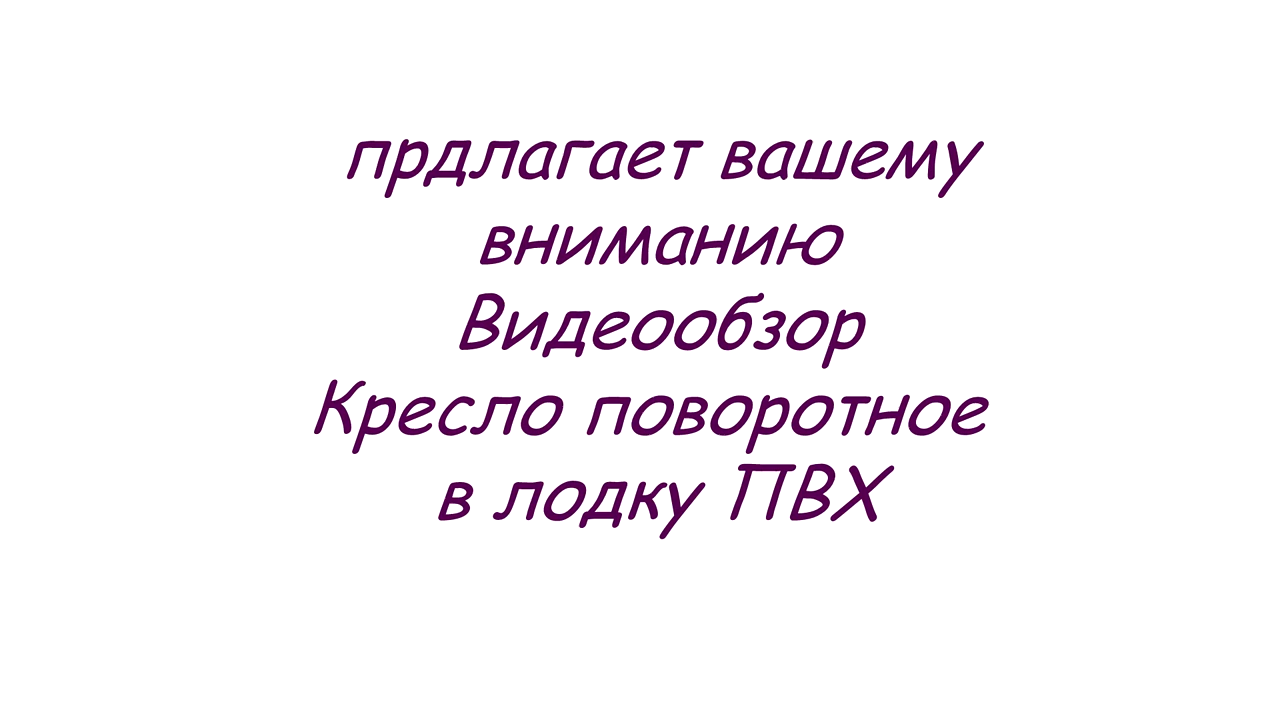 прдлагает вашему
вниманию
Видеообзор
Кресло поворотное
в лодку ПВХ